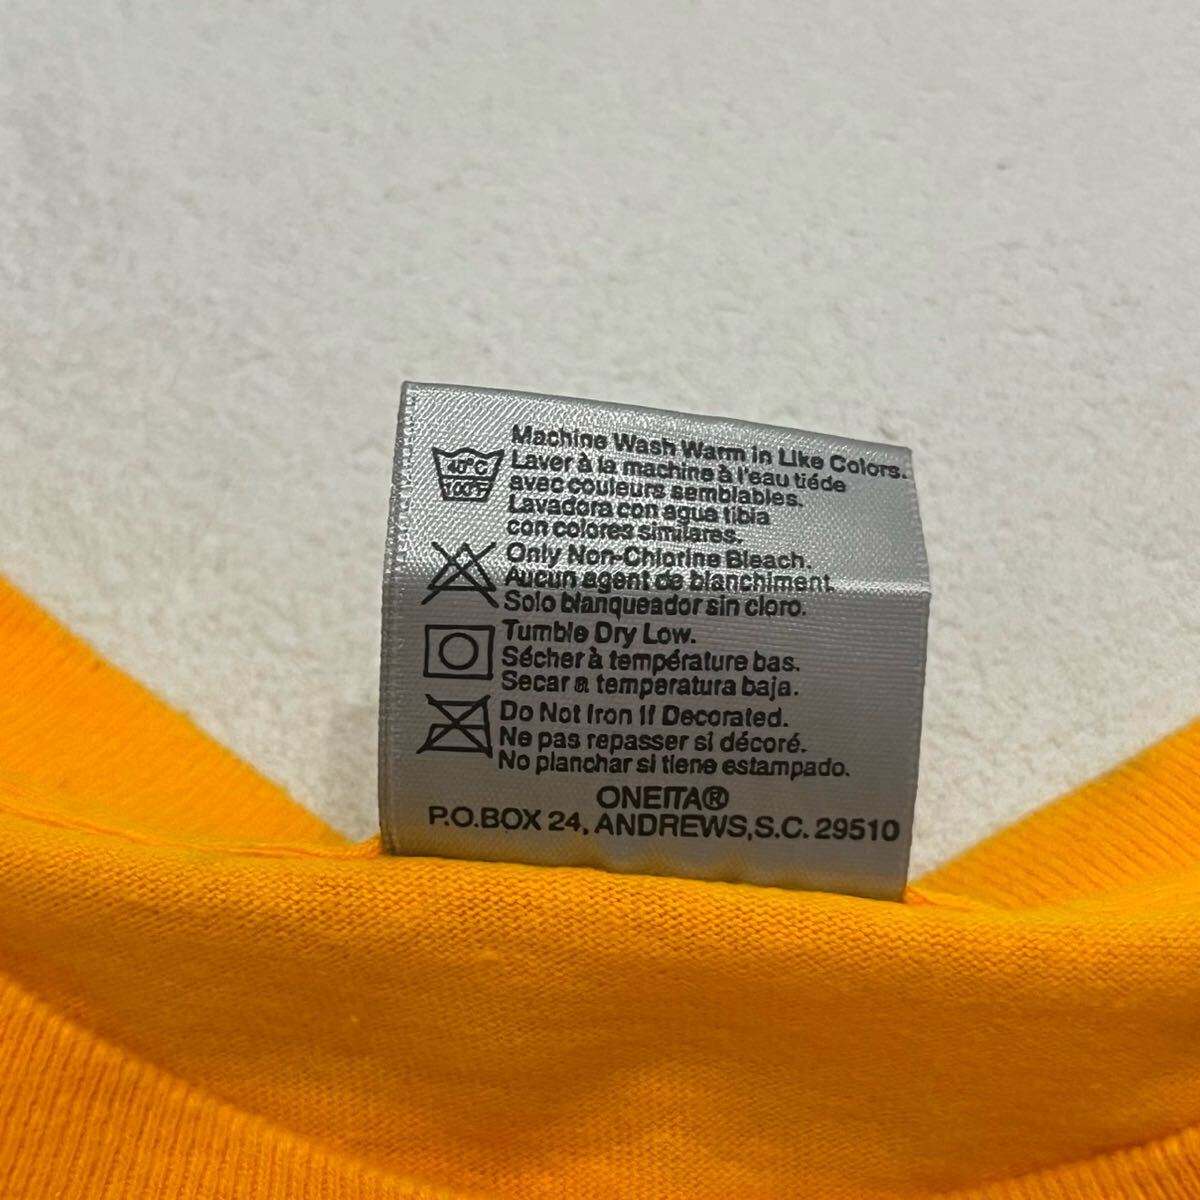 Machine Wash Warm in Like Colors.
40°C
Laver à la machine à l'eau tiéde
100°F
avec couleurs semblables.
Lavadora con agua tibia
con colores similares.
Only Non-Chlorine Bleach.
Aucun agent de blanchiment.
Solo blanqueador sin cloro.
Tumble Dry Low.
Sécher à température bas.
Secar a temperatura baja.
Do Not Iron If Decorated.
Ne pas repasser si décoré.
No planchar si tiene estampado.
ONEITA®
P.O.BOX 24, ANDREWS,S.C. 29510